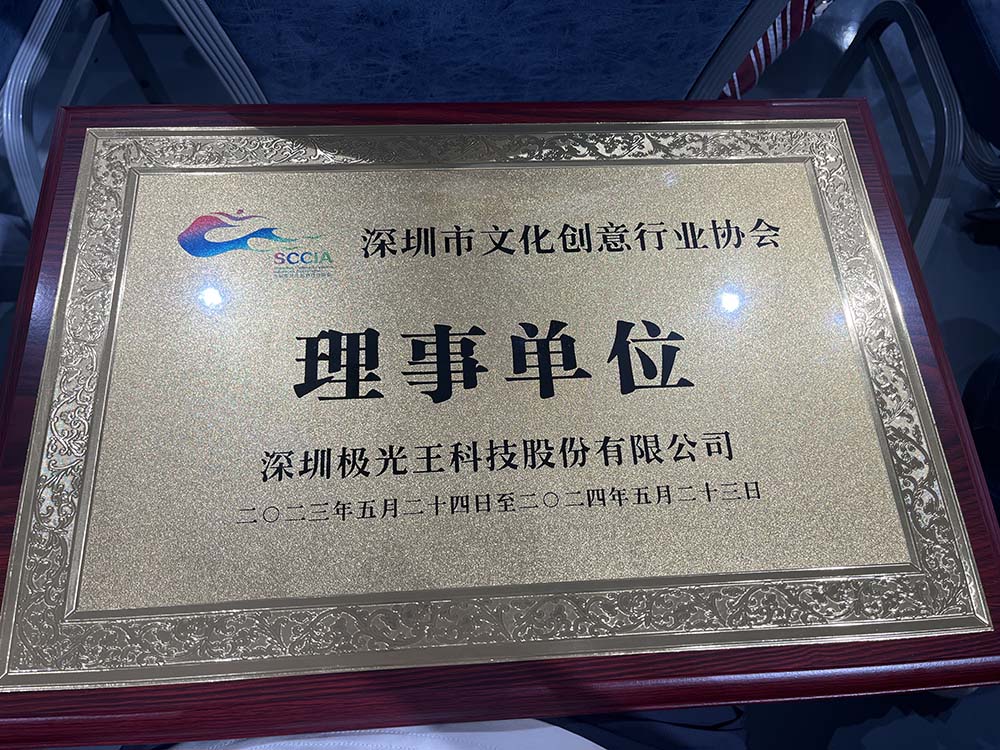 SCCIA
深圳市文化创意行业协会
理事单位
深圳极光王科技股份有限公司
二〇二三年五月二十四日至二〇二四年五月二十三日